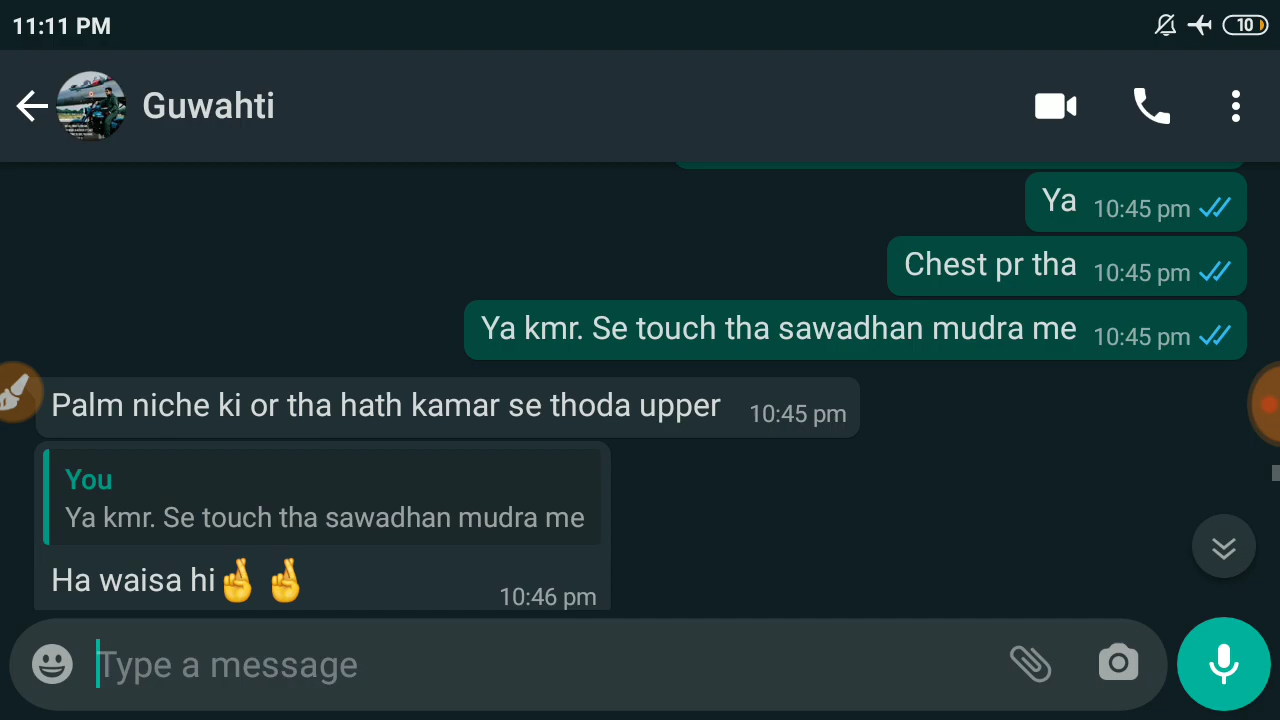 11:11 PM
10
Guwahti
Ya 10:45 pm
Chest pr tha 10:45 pm
Ya kmr. Se touch tha sawadhan mudra me 10:45 pm
Palm niche ki or tha hath kamar se thoda upper 10:45 pm
You
Ya kmr. Se touch tha sawadhan mudra me
Ha waisa hi🤞 🤞 10:46 pm
Type a message